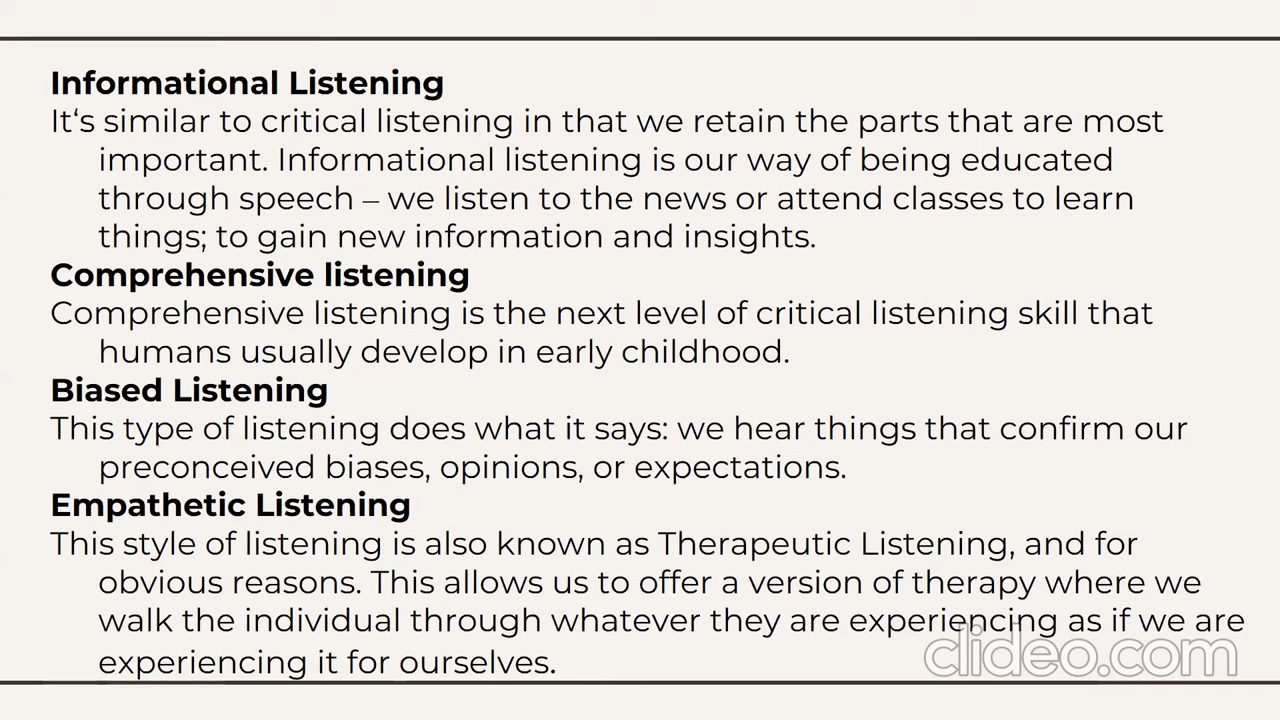 Informational Listening
It‘s similar to critical listening in that we retain the parts that are most
important. Informational listening is our way of being educated
through speech – we listen to the news or attend classes to learn
things; to gain new information and insights.
Comprehensive listening
Comprehensive listening is the next level of critical listening skill that
humans usually develop in early childhood.
Biased Listening
This type of listening does what it says: we hear things that confirm our
preconceived biases, opinions, or expectations.
Empathetic Listening
This style of listening is also known as Therapeutic Listening, and for
obvious reasons. This allows us to offer a version of therapy where we
walk the individual through whatever they are experiencing as if we are
experiencing it for ourselves.
clideo.com